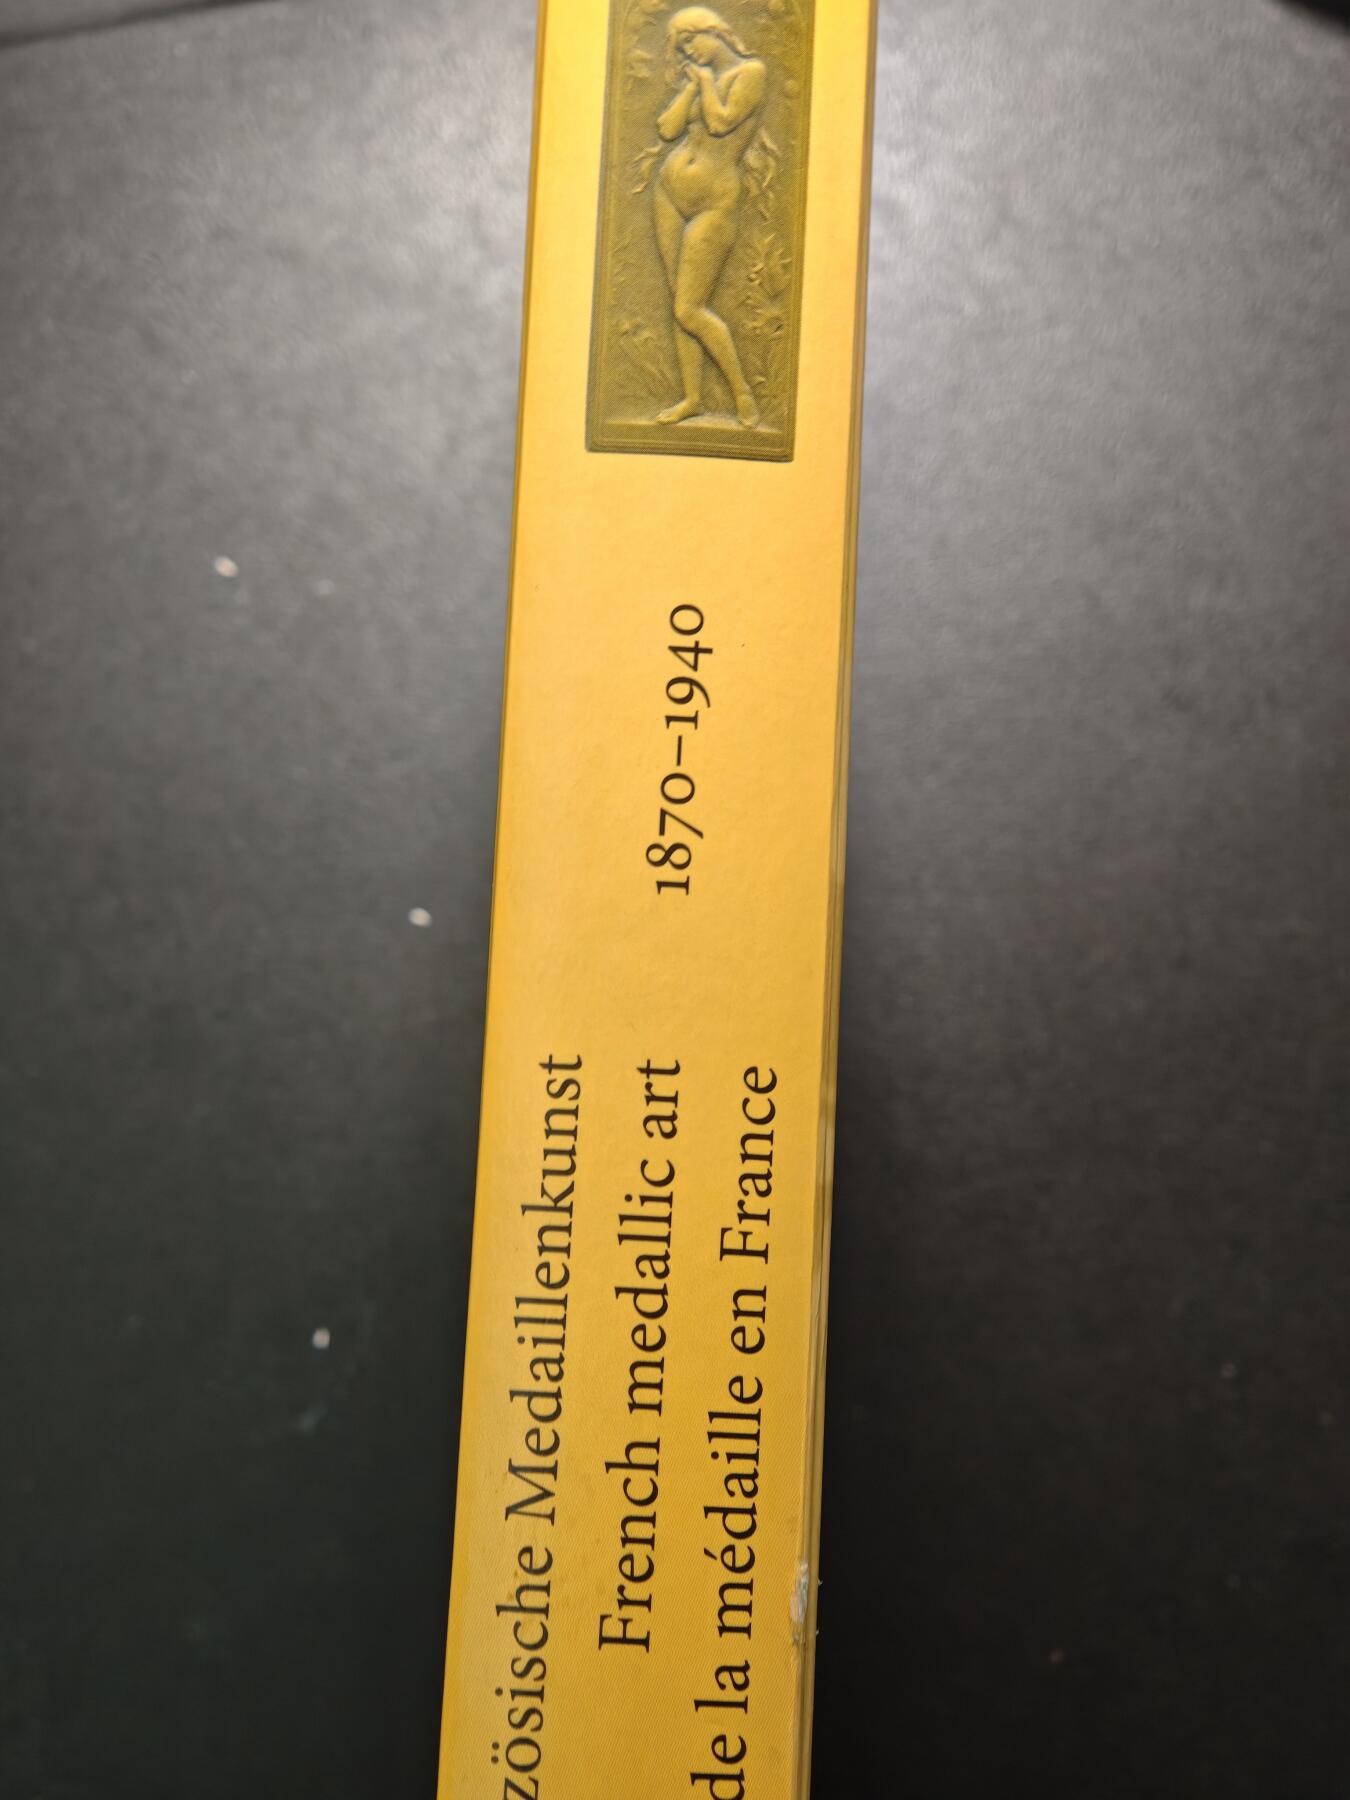 zösische Medaillenkunst
French medallic art
de la médaille en France
1870–1940